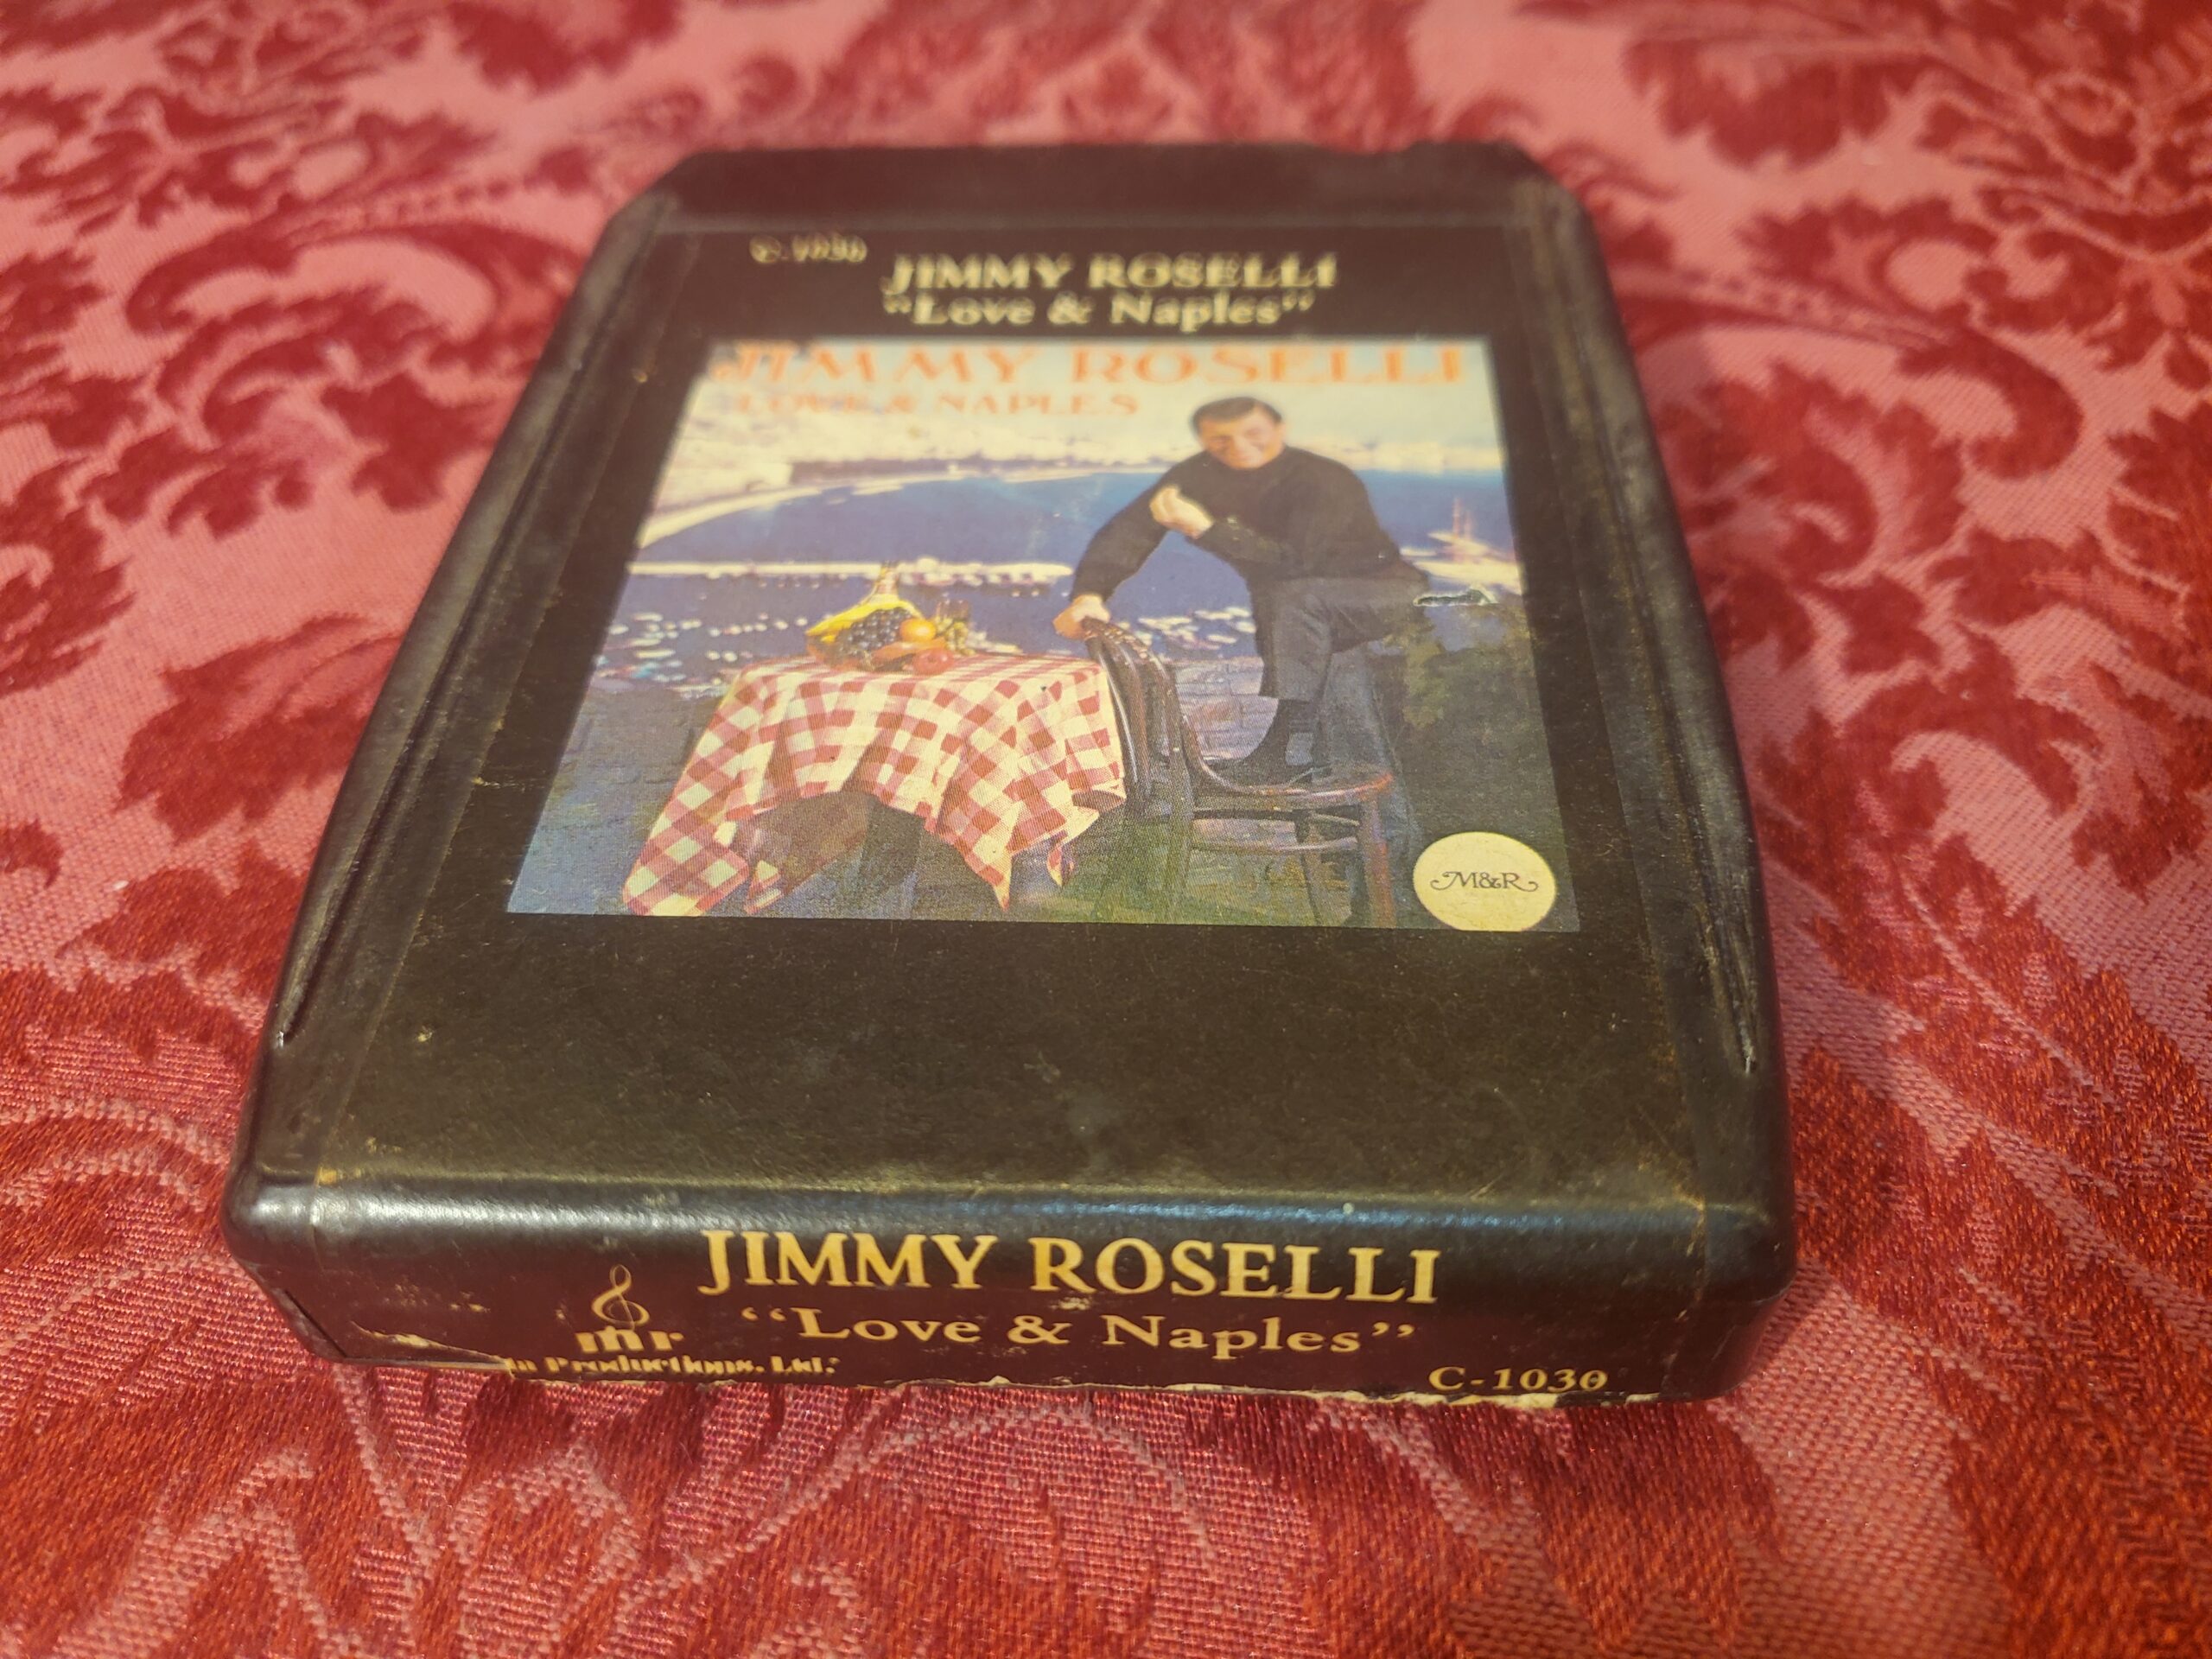 C-1030
JIMMY ROSELLI
"Love & Naples"
JIMMY ROSELLI
LOVE & NAPLES
M&R
JIMMY ROSELLI
"Love & Naples"
mr
Productions, Ltd.
C-1030